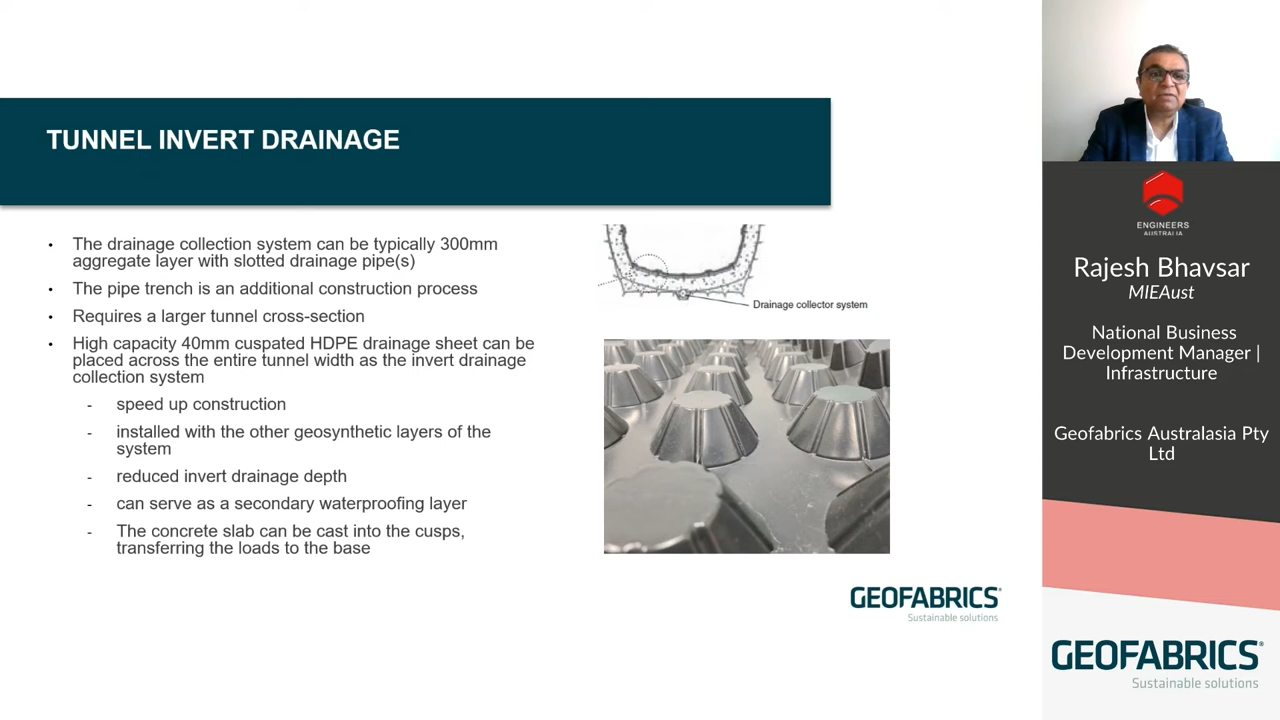 TUNNEL INVERT DRAINAGE
• The drainage collection system can be typically 300mm
aggregate layer with slotted drainage pipe(s)
• The pipe trench is an additional construction process
• Requires a larger tunnel cross-section
• High capacity 40mm cuspated HDPE drainage sheet can be
placed across the entire tunnel width as the invert drainage
collection system
- speed up construction
- installed with the other geosynthetic layers of the
system
- reduced invert drainage depth
- can serve as a secondary waterproofing layer
- The concrete slab can be cast into the cusps,
transferring the loads to the base
Drainage collector system
GEOFABRICS®
Sustainable solutions
ENGINEERS
AUSTRALIA
Rajesh Bhavsar
MIEAust
National Business
Development Manager |
Infrastructure
Geofabrics Australasia Pty
Ltd
GEOFABRICS®
Sustainable solutions